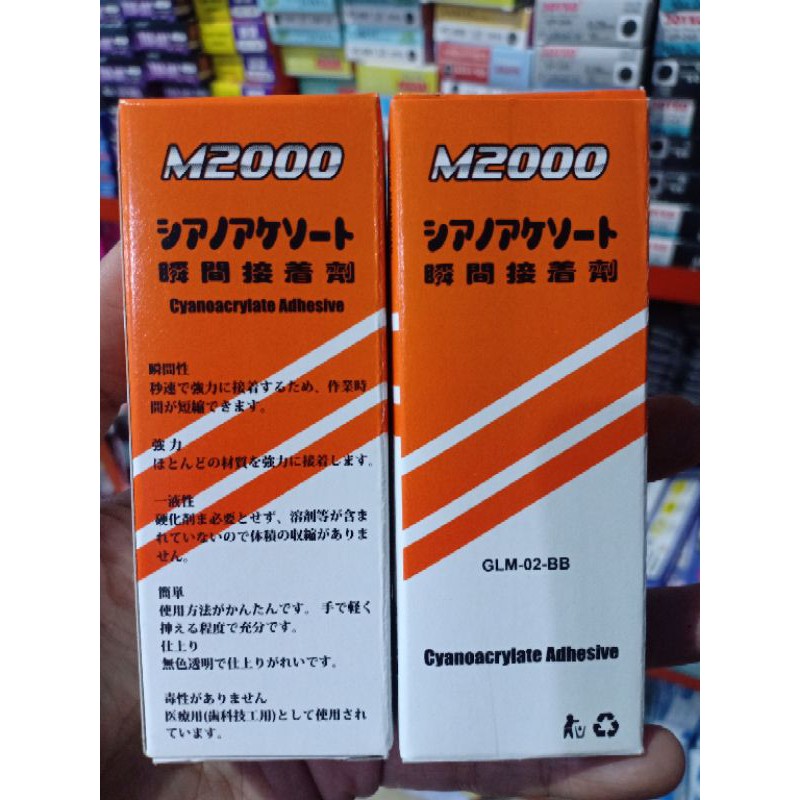 M2000
シアノアケソート
瞬間接着劑
Cyanoacrylate Adhesive
瞬間性
秒速で強力に接着するため、作業時
間が短縮できます。
強力
ほとんどの材質を強力に接着します。
一液性
硬化剤ま必要とせず、溶剤等が含ま
れていないので体積の収縮がありま
せん。
簡単
使用方法がかんたんです。手で軽く
挿える程度で充分です。
仕上り
無色透明で仕上りがれいです。
毒性がありません
医療用(歯科技工用)として使用され
ています。
M2000
シアノアケソート
瞬間接着劑
GLM-02-BB
Cyanoacrylate Adhesive